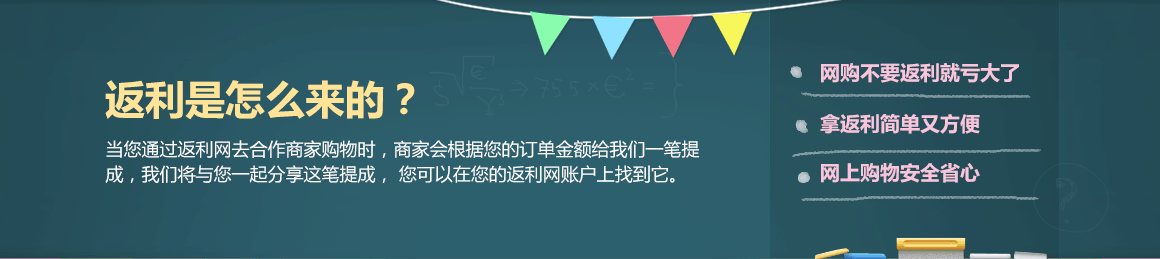 返利是怎么来的？
当您通过返利网去合作商家购物时，商家会根据您的订单金额给我们一笔提
成，我们将与您一起分享这笔提成， 您可以在您的返利网账户上找到它。
网购不要返利就亏大了
拿返利简单又方便
网上购物安全省心